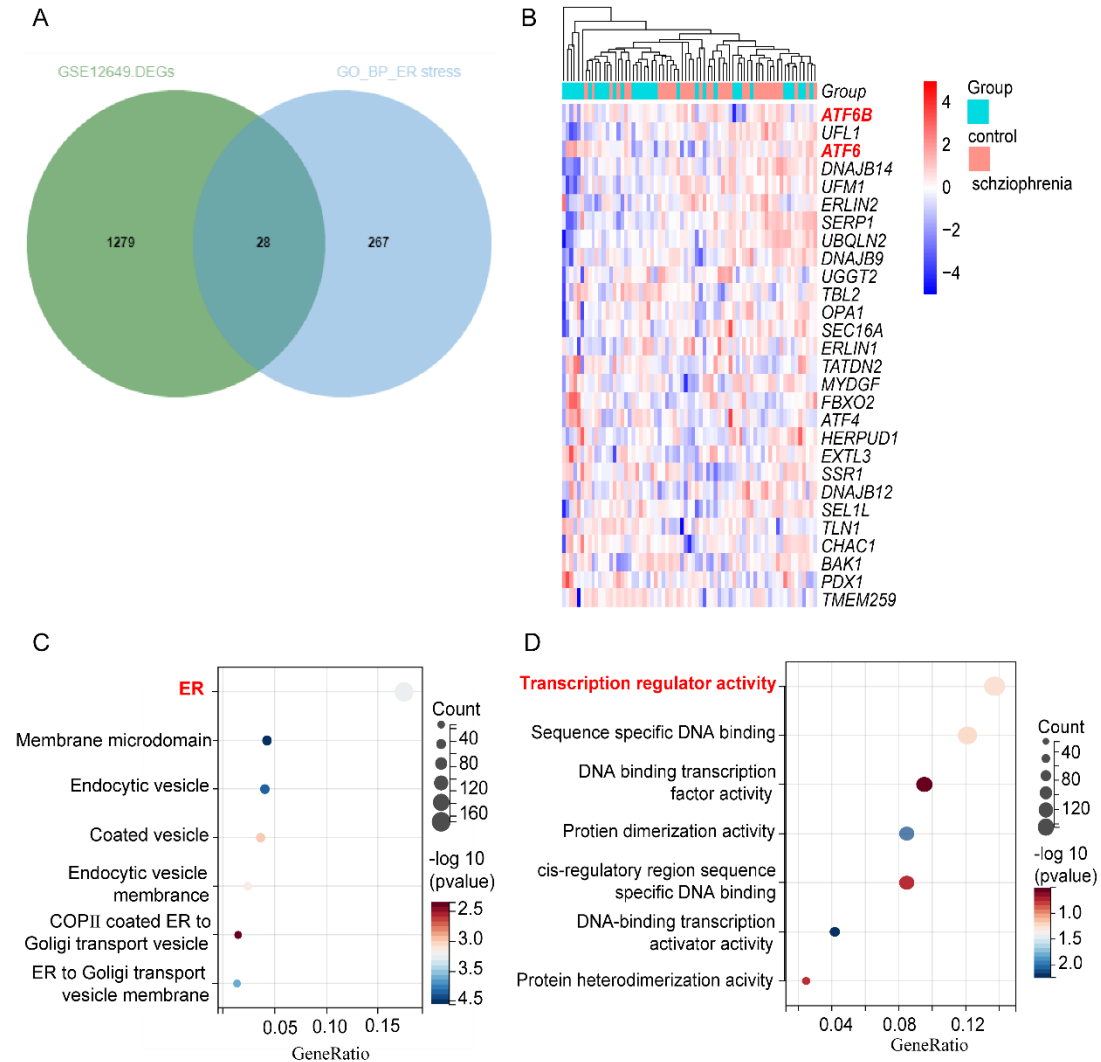 A
GSE12649.DEGs
GO_BP_ER stress
1279
28
267
B
Group
ATF6B
UFL1
ATF6
DNAJB14
UFM1
ERLIN2
SERP1
UBQLN2
DNAJB9
UGGT2
TBL2
OPA1
SEC16A
ERLIN1
TATDN2
MYDGF
FBXO2
ATF4
HERPUD1
EXTL3
SSR1
DNAJB12
SEL1L
TLN1
CHAC1
BAK1
PDX1
TMEM259
4
2
0
−2
−4
Group
control
schziophrenia
C
ER
Membrane microdomain
Endocytic vesicle
Coated vesicle
Endocytic vesicle
membrance
COPII coated ER to
Goligi transport vesicle
ER to Goligi transport
vesicle membrane
0.05 0.10 0.15
GeneRatio
Count
40
80
120
160
-log 10
(pvalue)
2.5
3.0
3.5
4.0
4.5
D
Transcription regulator activity
Sequence specific DNA binding
DNA binding transcription
factor activity
Protien dimerization activity
cis-regulatory region sequence
specific DNA binding
DNA-binding transcription
activator activity
Protein heterodimerization acivity
0.04 0.08 0.12
GeneRatio
Count
40
80
120
-log 10
(pvalue)
1.0
1.5
2.0